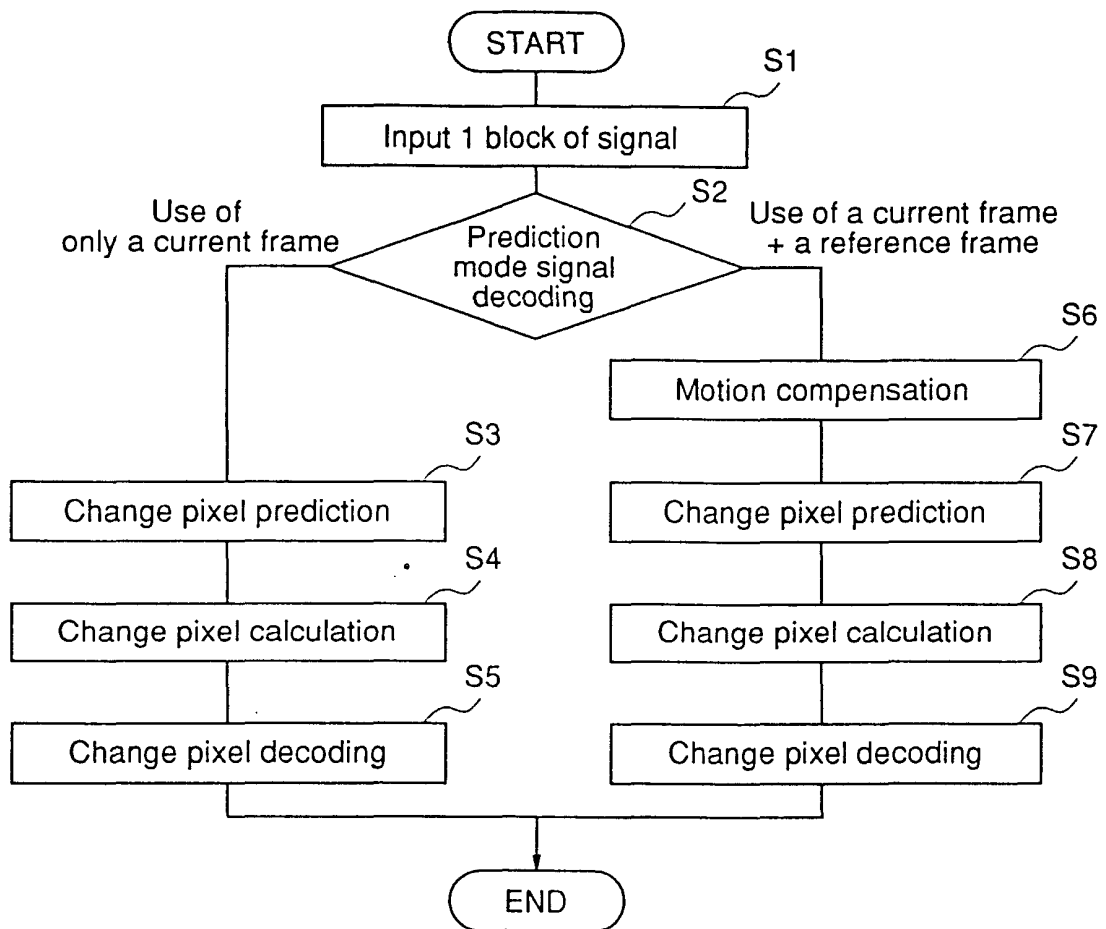 START
S1
Input 1 block of signal
S2
Use of
only a current frame
Prediction
mode signal
decoding
Use of a current frame
+ a reference frame
S6
Motion compensation
S3
Change pixel prediction
S7
Change pixel prediction
S4
Change pixel calculation
S8
Change pixel calculation
S5
Change pixel decoding
S9
Change pixel decoding
END